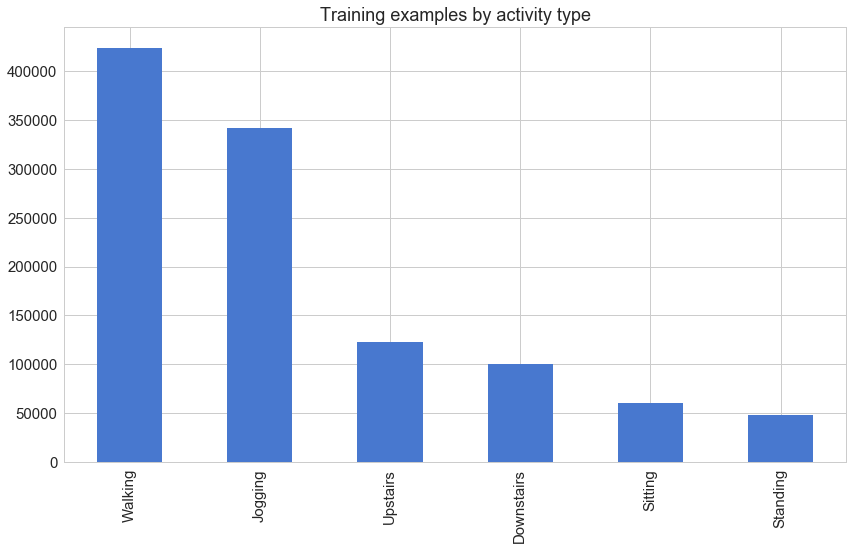 Training examples by activity type
400000
350000
300000
250000
200000
150000
100000
50000
0
Walking
Jogging
Upstairs
Downstairs
Sitting
Standing